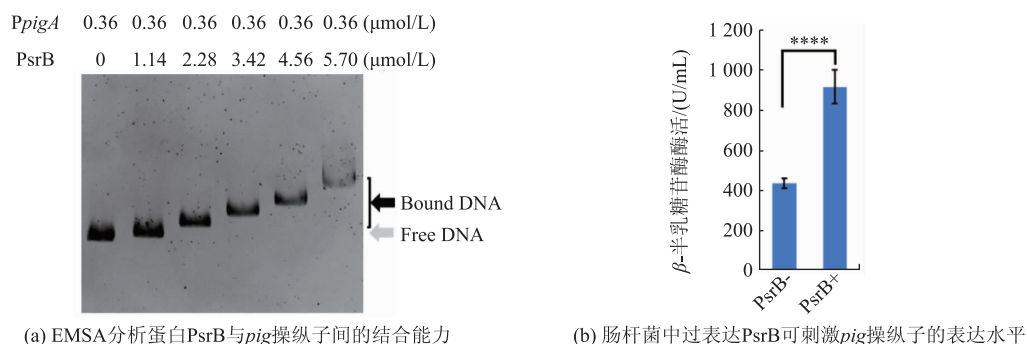 PpigA 0.36 0.36 0.36 0.36 0.36 0.36 (μmol/L)
PsrB 0 1.14 2.28 3.42 4.56 5.70 (μmol/L)
Bound DNA
Free DNA
(a) EMSA分析蛋白PsrB与pig操纵子间的结合能力
β-半乳糖苷酶酶活/(U/mL)
1 200
1 000
800
600
400
200
0
****
PsrB-
PsrB+
(b) 肠杆菌中过表达PsrB可刺激pig操纵子的表达水平